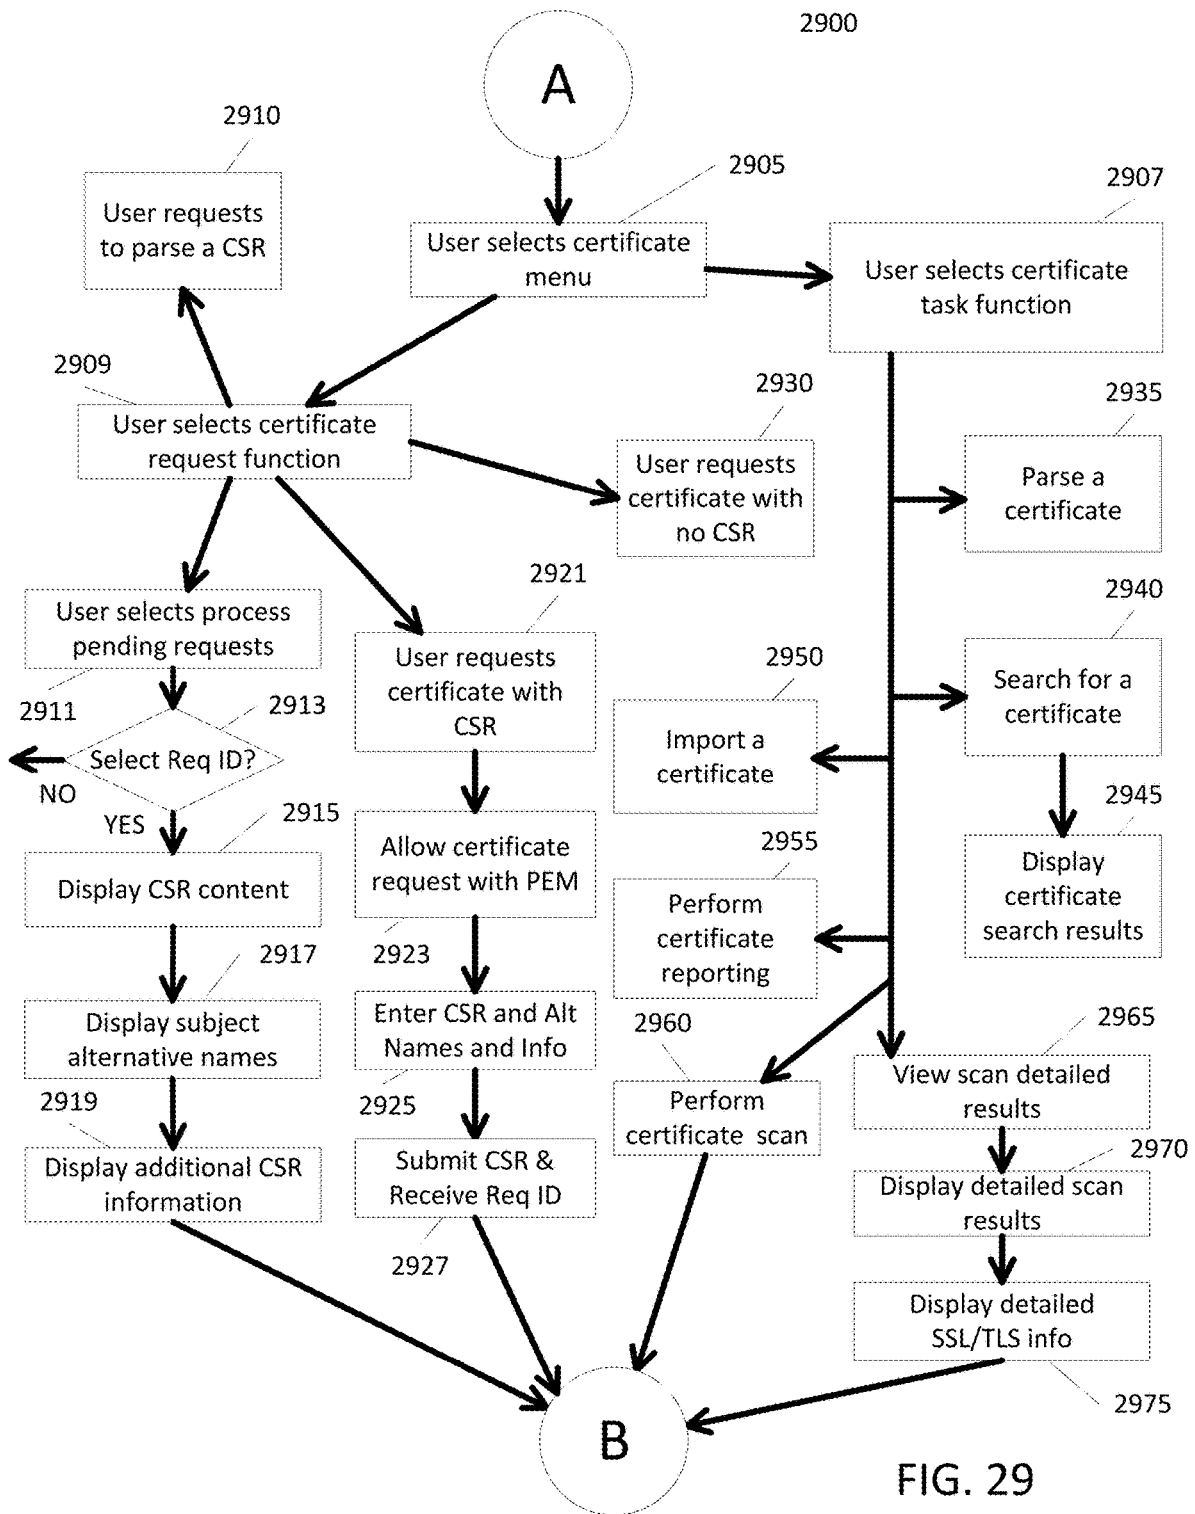 2900
A
2910
2905
2907
User requests
to parse a CSR
User selects certificate
menu
User selects certificate
task function
2909
2930
2935
User selects certificate
request function
User requests
certificate with
no CSR
Parse a
certificate
2921
2940
User selects process
pending requests
2911
2913
User requests
certificate with
CSR
2950
Search for a
certificate
Select Req ID?
NO
YES
Import a
certificate
2945
2915
2955
Display CSR content
Allow certificate
request with PEM
2923
Perform
certificate
reporting
Display
certificate
search results
2917
Display subject
alternative names
Enter CSR and Alt
Names and Info
2925
2960
2965
2919
Perform
certificate scan
View scan detailed
results
2970
Display additional CSR
information
Submit CSR &
Receive Req ID
2927
Display detailed scan
results
Display detailed
SSL/TLS info
2975
B
FIG. 29